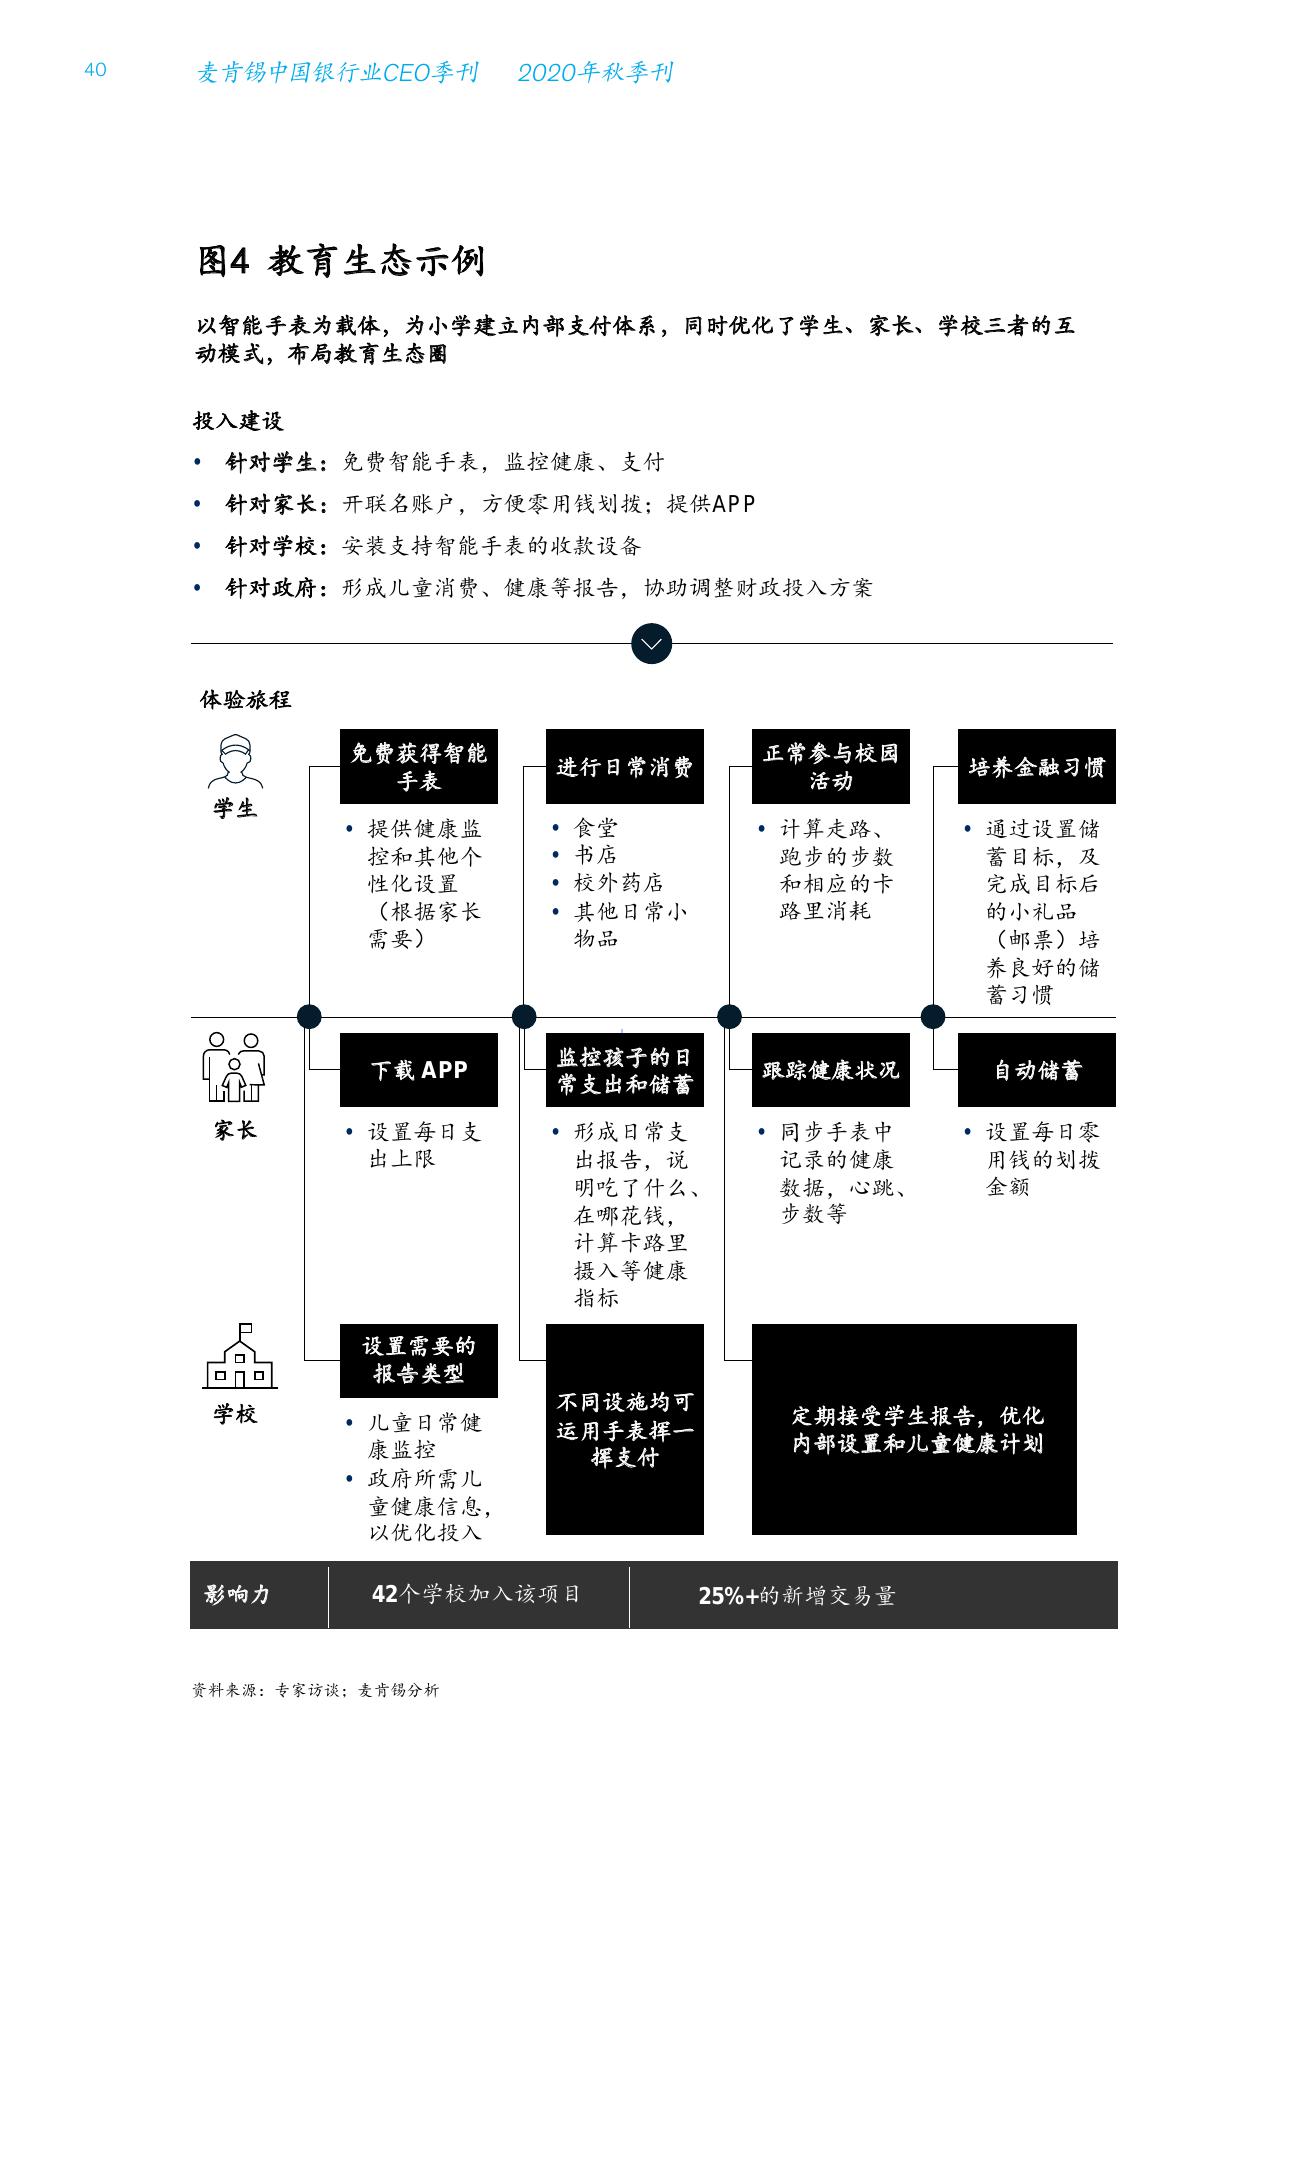 40
麦肯锡中国银行业CEO季刊 2020年秋季刊
图4 教育生态示例
以智能手表为载体，为小学建立内部支付体系，同时优化了学生、家长、学校三者的互
动模式，布局教育生态圈
投入建设
• 针对学生：免费智能手表，监控健康、支付
• 针对家长：开联名账户，方便零用钱划拨；提供APP
• 针对学校：安装支持智能手表的收款设备
• 针对政府：形成儿童消费、健康等报告，协助调整财政投入方案
体验旅程
学生
免费获得智能
手表
• 提供健康监
控和其他个
性化设置
（根据家长
需要）
进行日常消费
• 食堂
• 书店
• 校外药店
• 其他日常小
物品
正常参与校园
活动
• 计算走路、
跑步的步数
和相应的卡
路里消耗
培养金融习惯
• 通过设置储
蓄目标，及
完成目标后
的小礼品
（邮票）培
养良好的储
蓄习惯
家长
下载 APP
• 设置每日支
出上限
监控孩子的日
常支出和储蓄
• 形成日常支
出报告，说
明吃了什么、
在哪花钱，
计算卡路里
摄入等健康
指标
跟踪健康状况
• 同步手表中
记录的健康
数据，心跳、
步数等
自动储蓄
• 设置每日零
用钱的划拨
金额
学校
设置需要的
报告类型
• 儿童日常健
康监控
• 政府所需儿
童健康信息，
以优化投入
不同设施均可
运用手表挥一
挥支付
定期接受学生报告，优化
内部设置和儿童健康计划
影响力
42个学校加入该项目
25%+的新增交易量
资料来源：专家访谈；麦肯锡分析